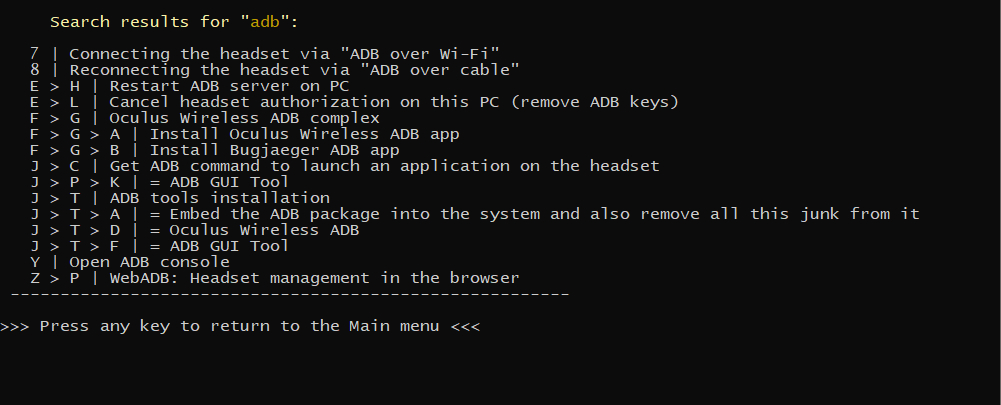 Search results for "adb":
7 | Connecting the headset via "ADB over Wi-Fi"
8 | Reconnecting the headset via "ADB over cable"
E > H | Restart ADB server on PC
E > L | Cancel headset authorization on this PC (remove ADB keys)
F > G | Oculus Wireless ADB complex
F > G > A | Install Oculus Wireless ADB app
F > G > B | Install Bugjaeger ADB app
J > C | Get ADB command to launch an application on the headset
J > P > K | = ADB GUI Tool
J > T | ADB tools installation
J > T > A | = Embed the ADB package into the system and also remove all this junk from it
J > T > D | = Oculus Wireless ADB
J > T > F | = ADB GUI Tool
Y | Open ADB console
Z > P | WebADB: Headset management in the browser
--------------------------------------------------------
>>> Press any key to return to the Main menu <<<